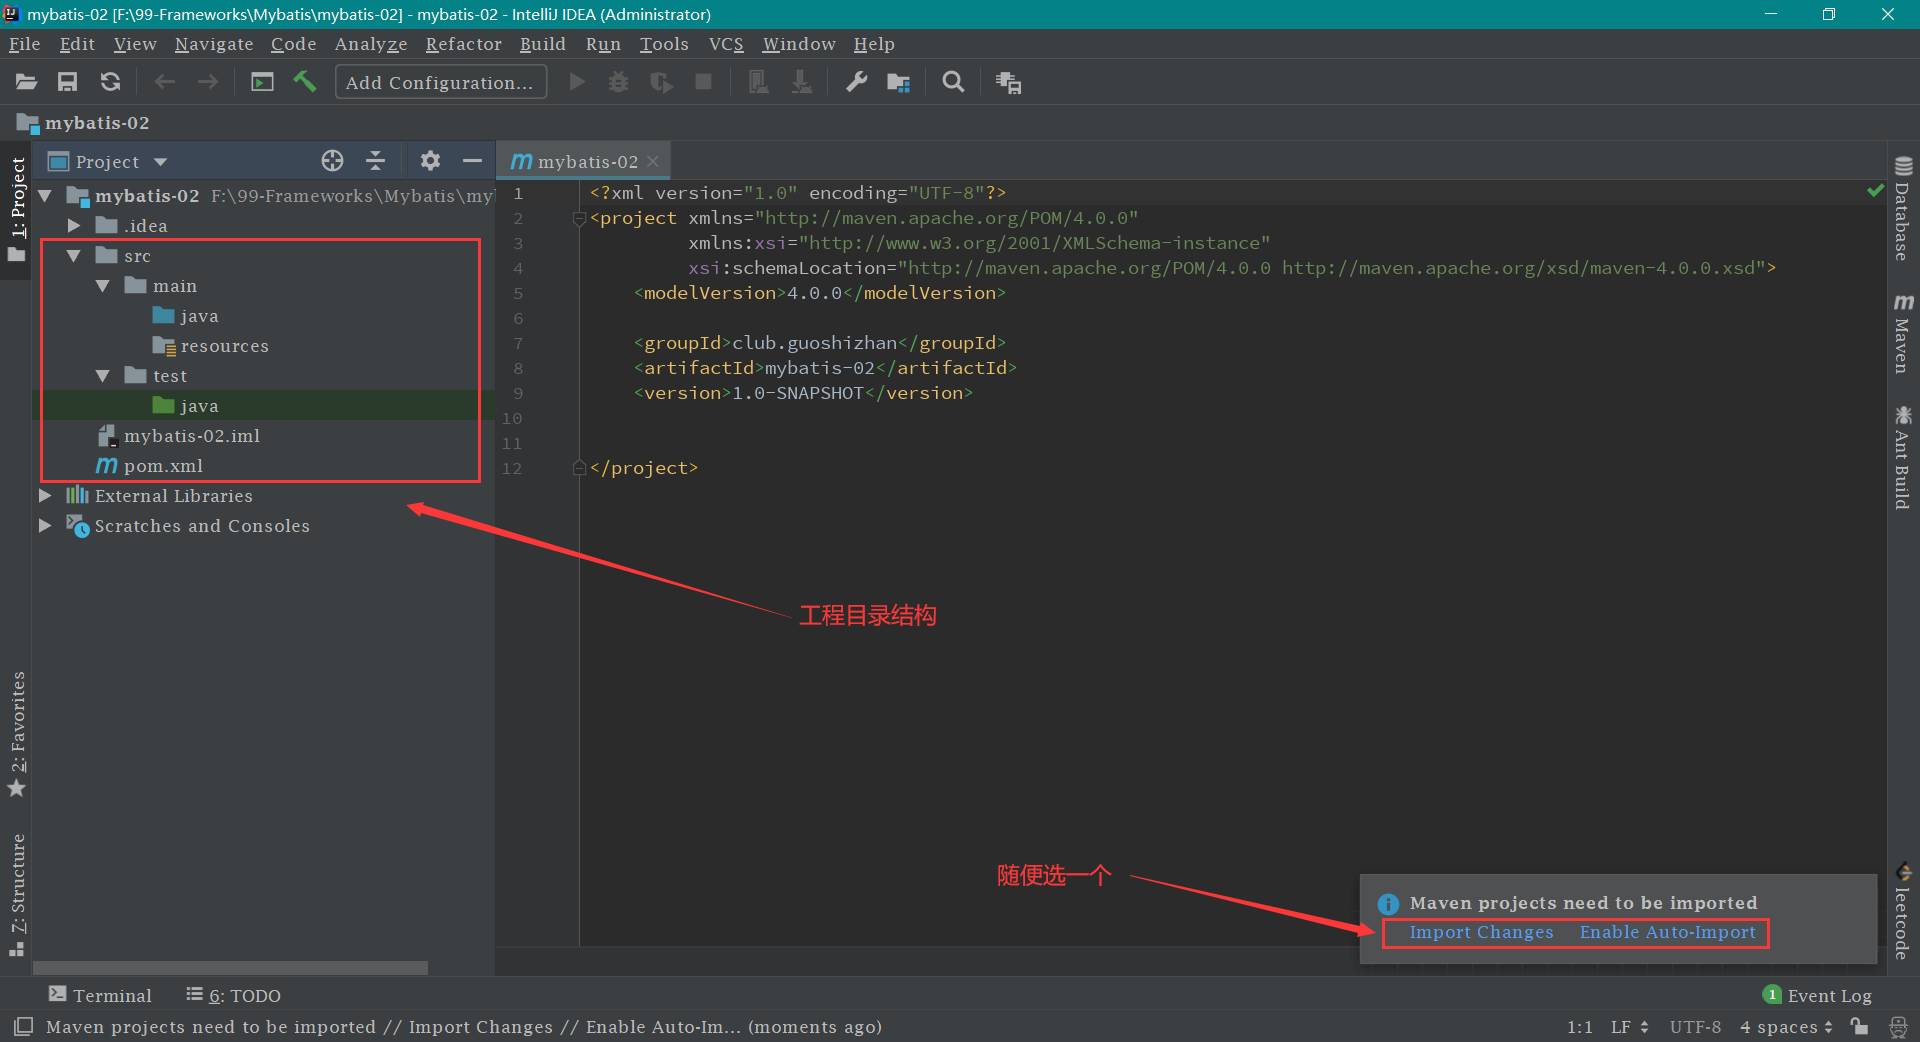 mybatis-02 [F:\99-Frameworks\Mybatis\mybatis-02] - mybatis-02 - IntelliJ IDEA (Administrator)
File Edit View Navigate Code Analyze Refactor Build Run Tools VCS Window Help
Add Configuration...
mybatis-02
1: Project
2: Favorites
Z: Structure
Project
mybatis-02 F:\99-Frameworks\Mybatis\my
.idea
src
main
java
resources
test
java
mybatis-02.iml
pom.xml
External Libraries
Scratches and Consoles
mybatis-02
1 <?xml version="1.0" encoding="UTF-8"?>
2 <project xmlns="http://maven.apache.org/POM/4.0.0"
3 xmlns:xsi="http://www.w3.org/2001/XMLSchema-instance"
4 xsi:schemaLocation="http://maven.apache.org/POM/4.0.0 http://maven.apache.org/xsd/maven-4.0.0.xsd">
5 <modelVersion>4.0.0</modelVersion>
6
7 <groupId>club.guoshizhan</groupId>
8 <artifactId>mybatis-02</artifactId>
9 <version>1.0-SNAPSHOT</version>
10
11
12 </project>
工程目录结构
随便选一个
Maven projects need to be imported
Import Changes Enable Auto-Import
Database
Maven
Ant Build
leetcode
Terminal 6: TODO
1 Event Log
Maven projects need to be imported // Import Changes // Enable Auto-Im... (moments ago)
1:1 LF UTF-8 4 spaces